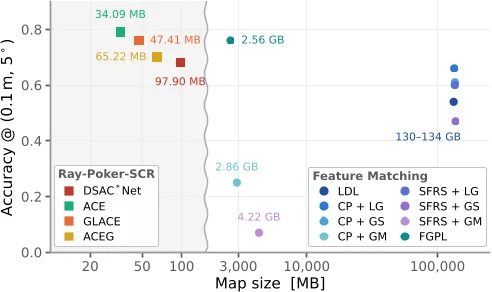 34.09 MB
47.41 MB
65.22 MB
97.90 MB
2.56 GB
2.86 GB
4.22 GB
130–134 GB
Accuracy @ (0.1 m, 5°)
0.8
0.6
0.4
0.2
0.0
Ray-Poker-SCR
DSAC*Net
ACE
GLACE
ACEG
Feature Matching
LDL
CP + LG
CP + GS
CP + GM
SFRS + LG
SFRS + GS
SFRS + GM
FGPL
20
50
100
3,000
10,000
100,000
Map size [MB]